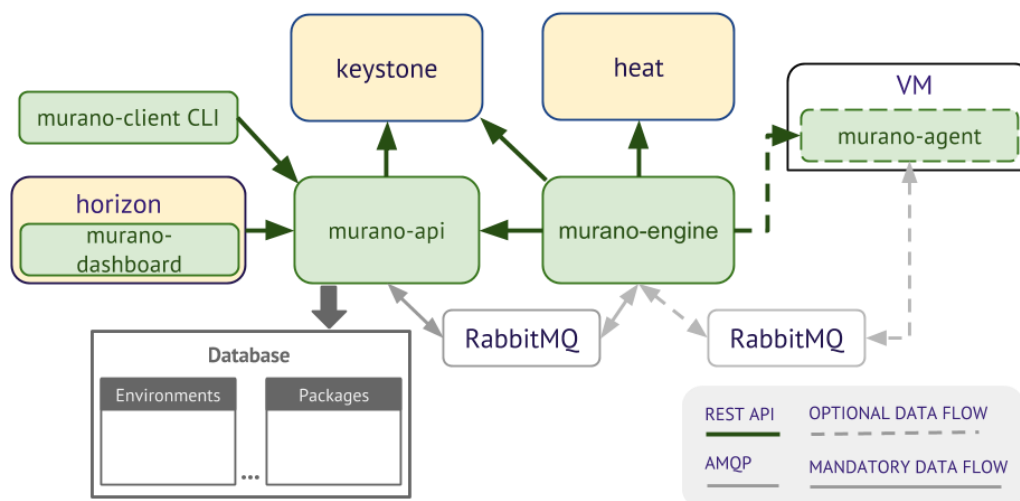 keystone
heat
VM
murano-client CLI
murano-agent
horizon
murano-
dashboard
murano-api
murano-engine
RabbitMQ
RabbitMQ
Database
Environments
Packages
...
REST API
OPTIONAL DATA FLOW
AMQP
MANDATORY DATA FLOW